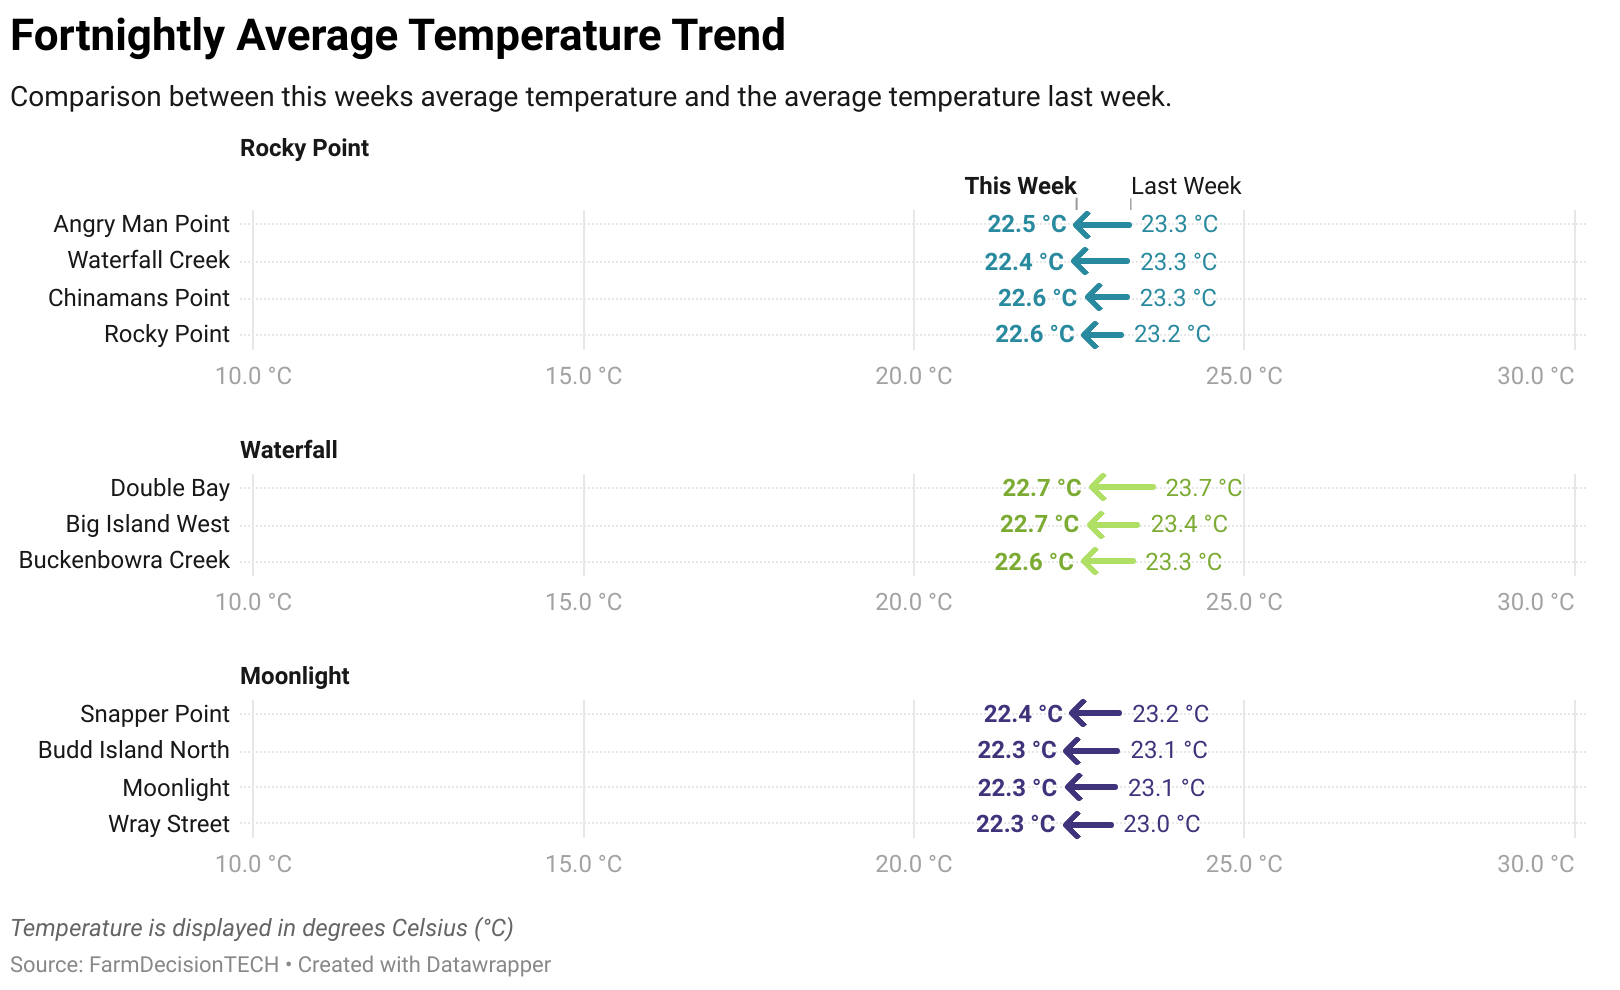 Fortnightly Average Temperature Trend
Comparison between this weeks average temperature and the average temperature last week.
Rocky Point
This Week Last Week
Angry Man Point 22.5 °C 23.3 °C
Waterfall Creek 22.4 °C 23.3 °C
Chinamans Point 22.6 °C 23.3 °C
Rocky Point 22.6 °C 23.2 °C
10.0 °C 15.0 °C 20.0 °C 25.0 °C 30.0 °C
Waterfall
Double Bay 22.7 °C 23.7 °C
Big Island West 22.7 °C 23.4 °C
Buckenbowra Creek 22.6 °C 23.3 °C
10.0 °C 15.0 °C 20.0 °C 25.0 °C 30.0 °C
Moonlight
Snapper Point 22.4 °C 23.2 °C
Budd Island North 22.3 °C 23.1 °C
Moonlight 22.3 °C 23.1 °C
Wray Street 22.3 °C 23.0 °C
10.0 °C 15.0 °C 20.0 °C 25.0 °C 30.0 °C
Temperature is displayed in degrees Celsius (°C)
Source: FarmDecisionTECH • Created with Datawrapper